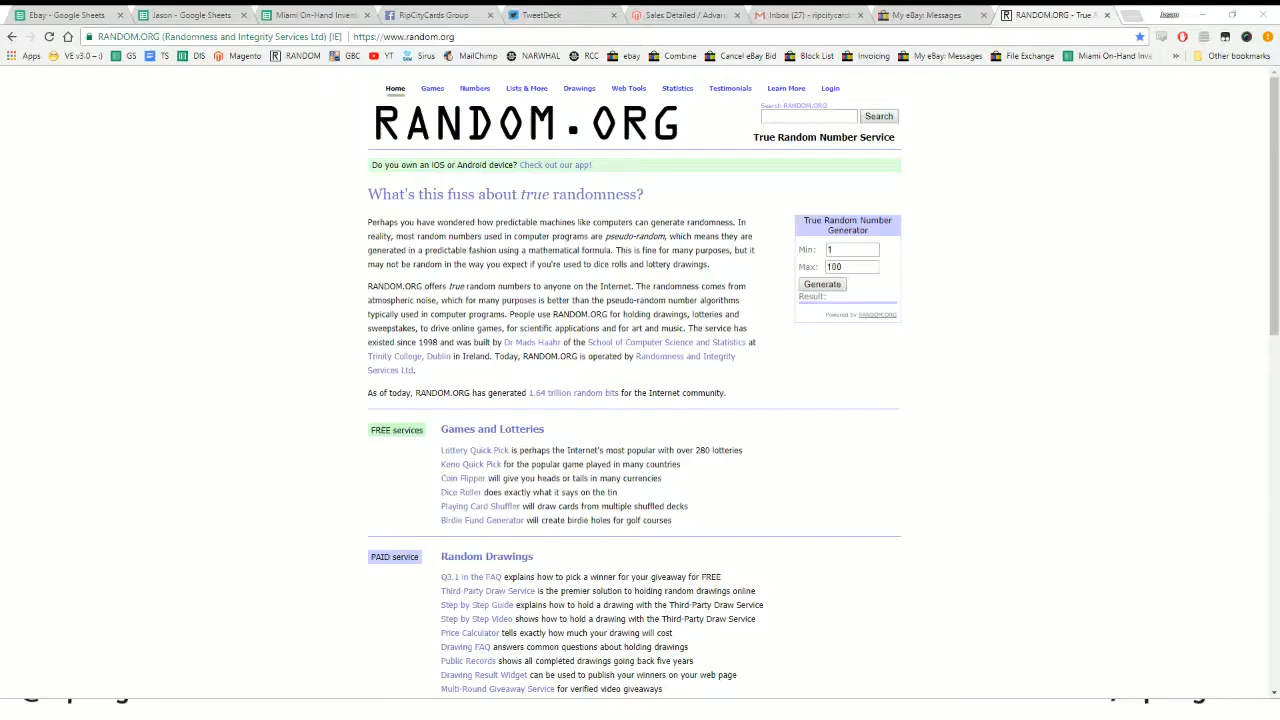 Ebay - Google Sheets
Jason - Google Sheets
Miami On-Hand Invent
RipCityCards Group
TweetDeck
Sales Detailed / Advan
Inbox (27) - ripcitycard
My eBay: Messages
RANDOM.ORG - True R
Jason
RANDOM.ORG (Randomness and Integrity Services Ltd) [IE] https://www.random.org
Apps VE v3.0 - :) GS TS DIS Magento RANDOM GBC YT Sirus MailChimp NARWHAL RCC ebay Combine Cancel eBay Bid Block List Invoicing My eBay: Messages File Exchange Miami On-Hand Inve » Other bookmarks
Home Games Numbers Lists & More Drawings Web Tools Statistics Testimonials Learn More Login
Search RANDOM.ORG
RANDOM.ORG
Search
True Random Number Service
Do you own an iOS or Android device? Check out our app!
What's this fuss about true randomness?
Perhaps you have wondered how predictable machines like computers can generate randomness. In
reality, most random numbers used in computer programs are pseudo-random, which means they are
generated in a predictable fashion using a mathematical formula. This is fine for many purposes, but it
may not be random in the way you expect if you're used to dice rolls and lottery drawings.
RANDOM.ORG offers true random numbers to anyone on the Internet. The randomness comes from
atmospheric noise, which for many purposes is better than the pseudo-random number algorithms
typically used in computer programs. People use RANDOM.ORG for holding drawings, lotteries and
sweepstakes, to drive online games, for scientific applications and for art and music. The service has
existed since 1998 and was built by Dr Mads Haahr of the School of Computer Science and Statistics at
Trinity College, Dublin in Ireland. Today, RANDOM.ORG is operated by Randomness and Integrity
Services Ltd.
As of today, RANDOM.ORG has generated 1.64 trillion random bits for the Internet community.
True Random Number
Generator
Min: 1
Max: 100
Generate
Result:
Powered by RANDOM.ORG
FREE services
Games and Lotteries
Lottery Quick Pick is perhaps the Internet's most popular with over 280 lotteries
Keno Quick Pick for the popular game played in many countries
Coin Flipper will give you heads or tails in many currencies
Dice Roller does exactly what it says on the tin
Playing Card Shuffler will draw cards from multiple shuffled decks
Birdie Fund Generator will create birdie holes for golf courses
PAID service
Random Drawings
Q3.1 in the FAQ explains how to pick a winner for your giveaway for FREE
Third-Party Draw Service is the premier solution to holding random drawings online
Step by Step Guide explains how to hold a drawing with the Third-Party Draw Service
Step by Step Video shows how to hold a drawing with the Third-Party Draw Service
Price Calculator tells exactly how much your drawing will cost
Drawing FAQ answers common questions about holding drawings
Public Records shows all completed drawings going back five years
Drawing Result Widget can be used to publish your winners on your web page
Multi-Round Giveaway Service for verified video giveaways